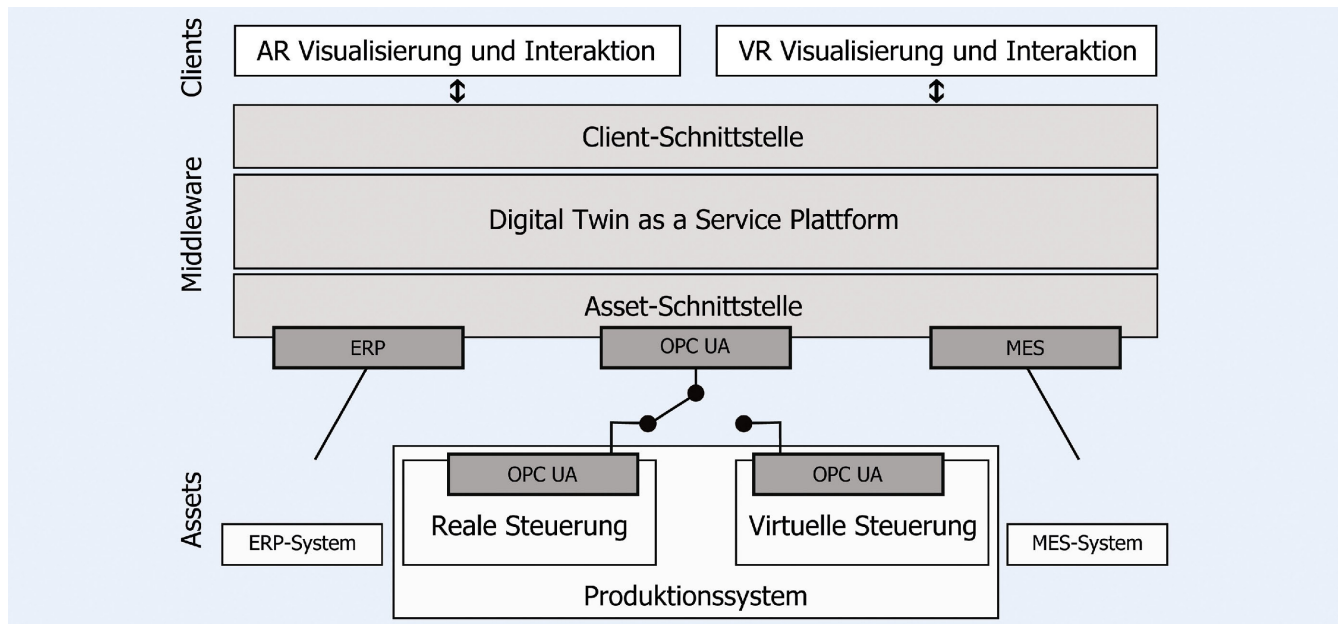 Clients
AR Visualisierung und Interaktion
VR Visualisierung und Interaktion
Middleware
Client-Schnittstelle
Digital Twin as a Service Plattform
Asset-Schnittstelle
ERP
OPC UA
MES
Assets
OPC UA
OPC UA
Reale Steuerung
Virtuelle Steuerung
ERP-System
MES-System
Produktionssystem